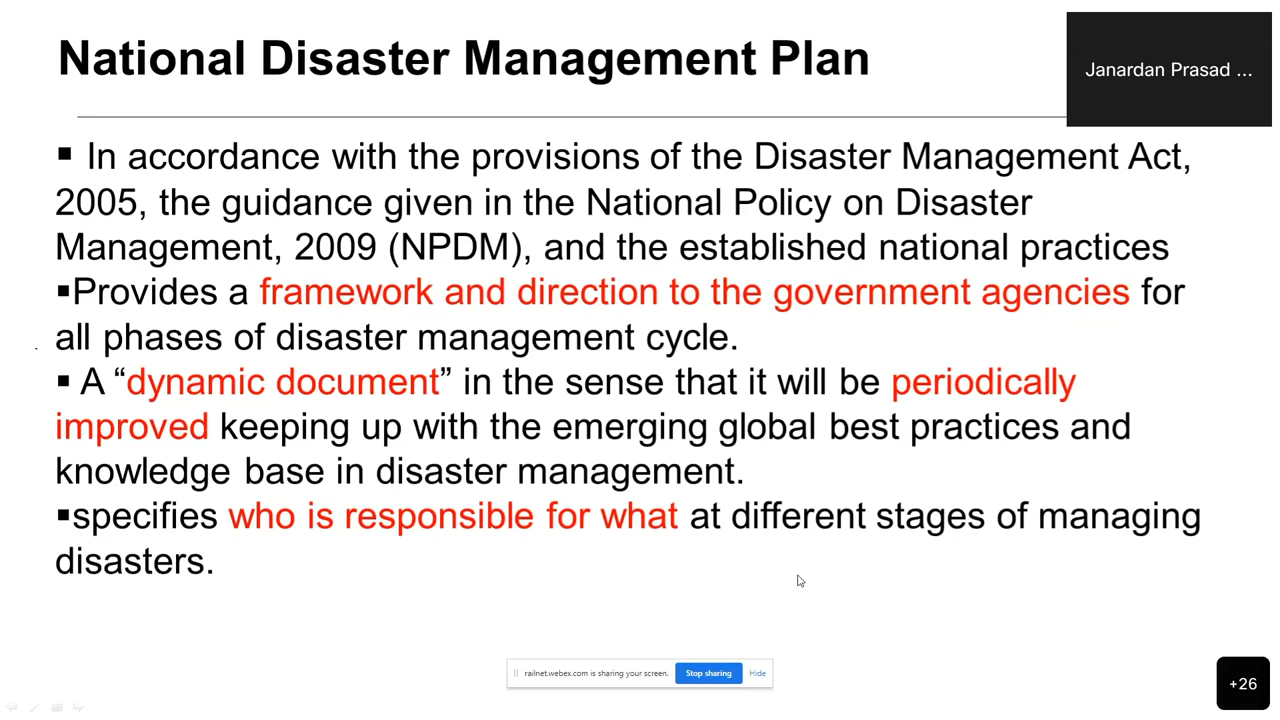 National Disaster Management Plan
Janardan Prasad ...
▪ In accordance with the provisions of the Disaster Management Act,
2005, the guidance given in the National Policy on Disaster
Management, 2009 (NPDM), and the established national practices
▪Provides a framework and direction to the government agencies for
all phases of disaster management cycle.
▪ A “dynamic document” in the sense that it will be periodically
improved keeping up with the emerging global best practices and
knowledge base in disaster management.
▪specifies who is responsible for what at different stages of managing
disasters.
railnet.webex.com is sharing your screen. Stop sharing Hide
+26